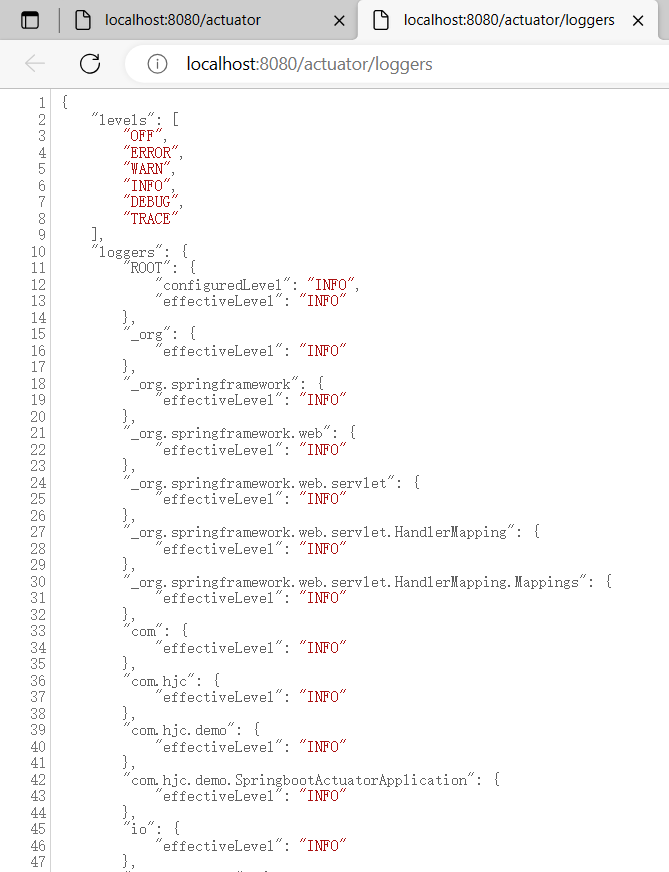 localhost:8080/actuator
localhost:8080/actuator/loggers
localhost:8080/actuator/loggers
1 {
2 "levels": [
3 "OFF",
4 "ERROR",
5 "WARN",
6 "INFO",
7 "DEBUG",
8 "TRACE"
9 ],
10 "loggers": {
11 "ROOT": {
12 "configuredLevel": "INFO",
13 "effectiveLevel": "INFO"
14 },
15 "_org": {
16 "effectiveLevel": "INFO"
17 },
18 "_org.springframework": {
19 "effectiveLevel": "INFO"
20 },
21 "_org.springframework.web": {
22 "effectiveLevel": "INFO"
23 },
24 "_org.springframework.web.servlet": {
25 "effectiveLevel": "INFO"
26 },
27 "_org.springframework.web.servlet.HandlerMapping": {
28 "effectiveLevel": "INFO"
29 },
30 "_org.springframework.web.servlet.HandlerMapping.Mappings": {
31 "effectiveLevel": "INFO"
32 },
33 "com": {
34 "effectiveLevel": "INFO"
35 },
36 "com.hjc": {
37 "effectiveLevel": "INFO"
38 },
39 "com.hjc.demo": {
40 "effectiveLevel": "INFO"
41 },
42 "com.hjc.demo.SpringbootActuatorApplication": {
43 "effectiveLevel": "INFO"
44 },
45 "io": {
46 "effectiveLevel": "INFO"
47 },